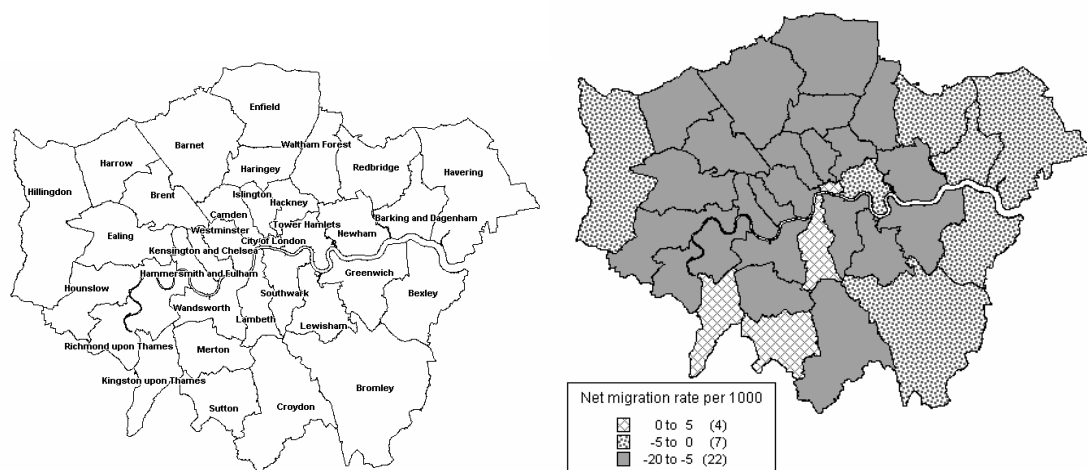 Enfield
Barnet
Waltham Forest
Harrow
Haringey
Redbridge
Havering
Hillingdon
Brent
Islington
Hackney
Camden
Barking and Dagenham
Westminster
Tower Hamlets
Newham
Ealing
City of London
Kensington and Chelsea
Hammersmith and Fulham
Greenwich
Hounslow
Southwark
Bexley
Wandsworth
Lambeth
Lewisham
Richmond upon Thames
Merton
Kingston upon Thames
Bromley
Sutton
Croydon
Net migration rate per 1000
0 to 5 (4)
-5 to 0 (7)
-20 to -5 (22)